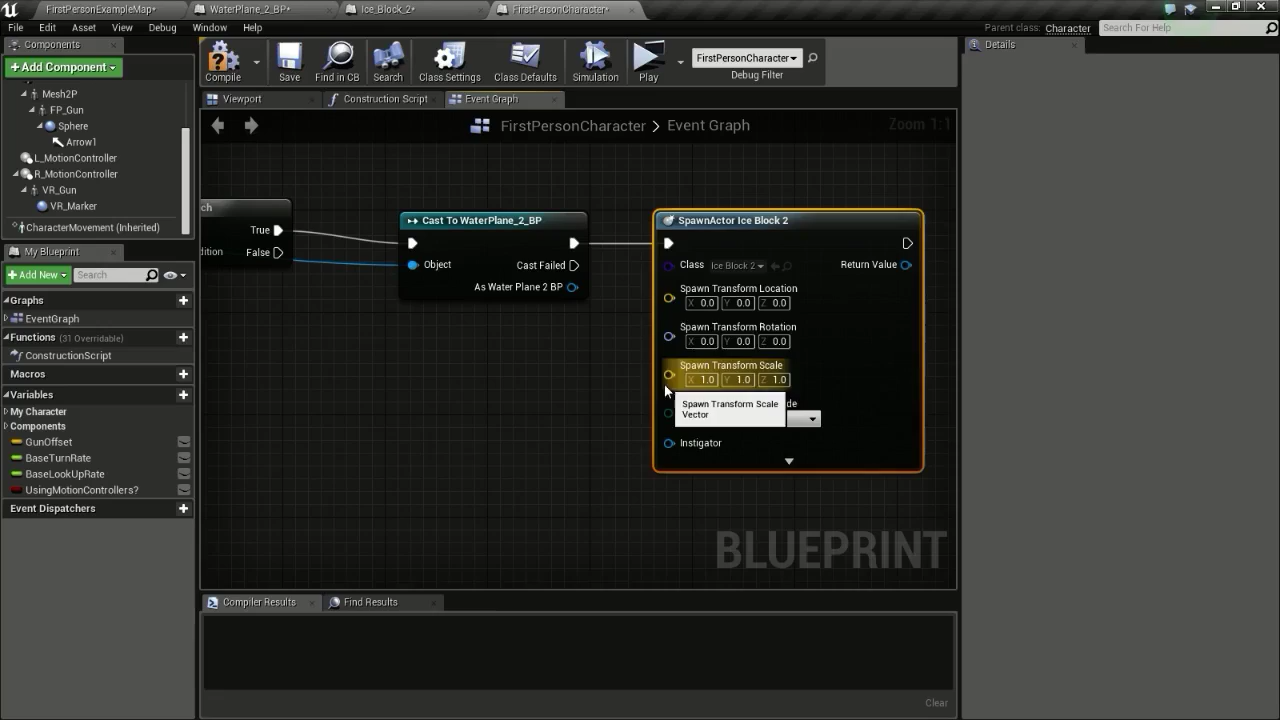 FirstPersonExampleMap*
WaterPlane_2_BP*
Ice_Block_2*
FirstPersonCharacter*
File
Edit
Asset
View
Debug
Window
Help
Parent class: Character
Search For Help
Components
Add Component
Mesh2P
FP_Gun
Sphere
Arrow1
L_MotionController
R_MotionController
VR_Gun
VR_Marker
CharacterMovement (Inherited)
My Blueprint
Add New
Search
Graphs
EventGraph
Functions (31 Overridable)
ConstructionScript
Macros
Variables
My Character
Components
GunOffset
BaseTurnRate
BaseLookUpRate
UsingMotionControllers?
Event Dispatchers
Compile
Save
Find in CB
Search
Class Settings
Class Defaults
Simulation
Play
FirstPersonCharacter
Debug Filter
Viewport
Construction Script
Event Graph
FirstPersonCharacter > Event Graph
Zoom 1:1
ch
True
dition
False
Cast To WaterPlane_2_BP
Object
Cast Failed
As Water Plane 2 BP
SpawnActor Ice Block 2
Class Ice Block 2
Return Value
Spawn Transform Location
X 0.0 Y 0.0 Z 0.0
Spawn Transform Rotation
X 0.0 Y 0.0 Z 0.0
Spawn Transform Scale
X 1.0 Y 1.0 Z 1.0
Spawn Transform Scale
Vector
de
Instigator
BLUEPRINT
Compiler Results
Find Results
Clear
Details